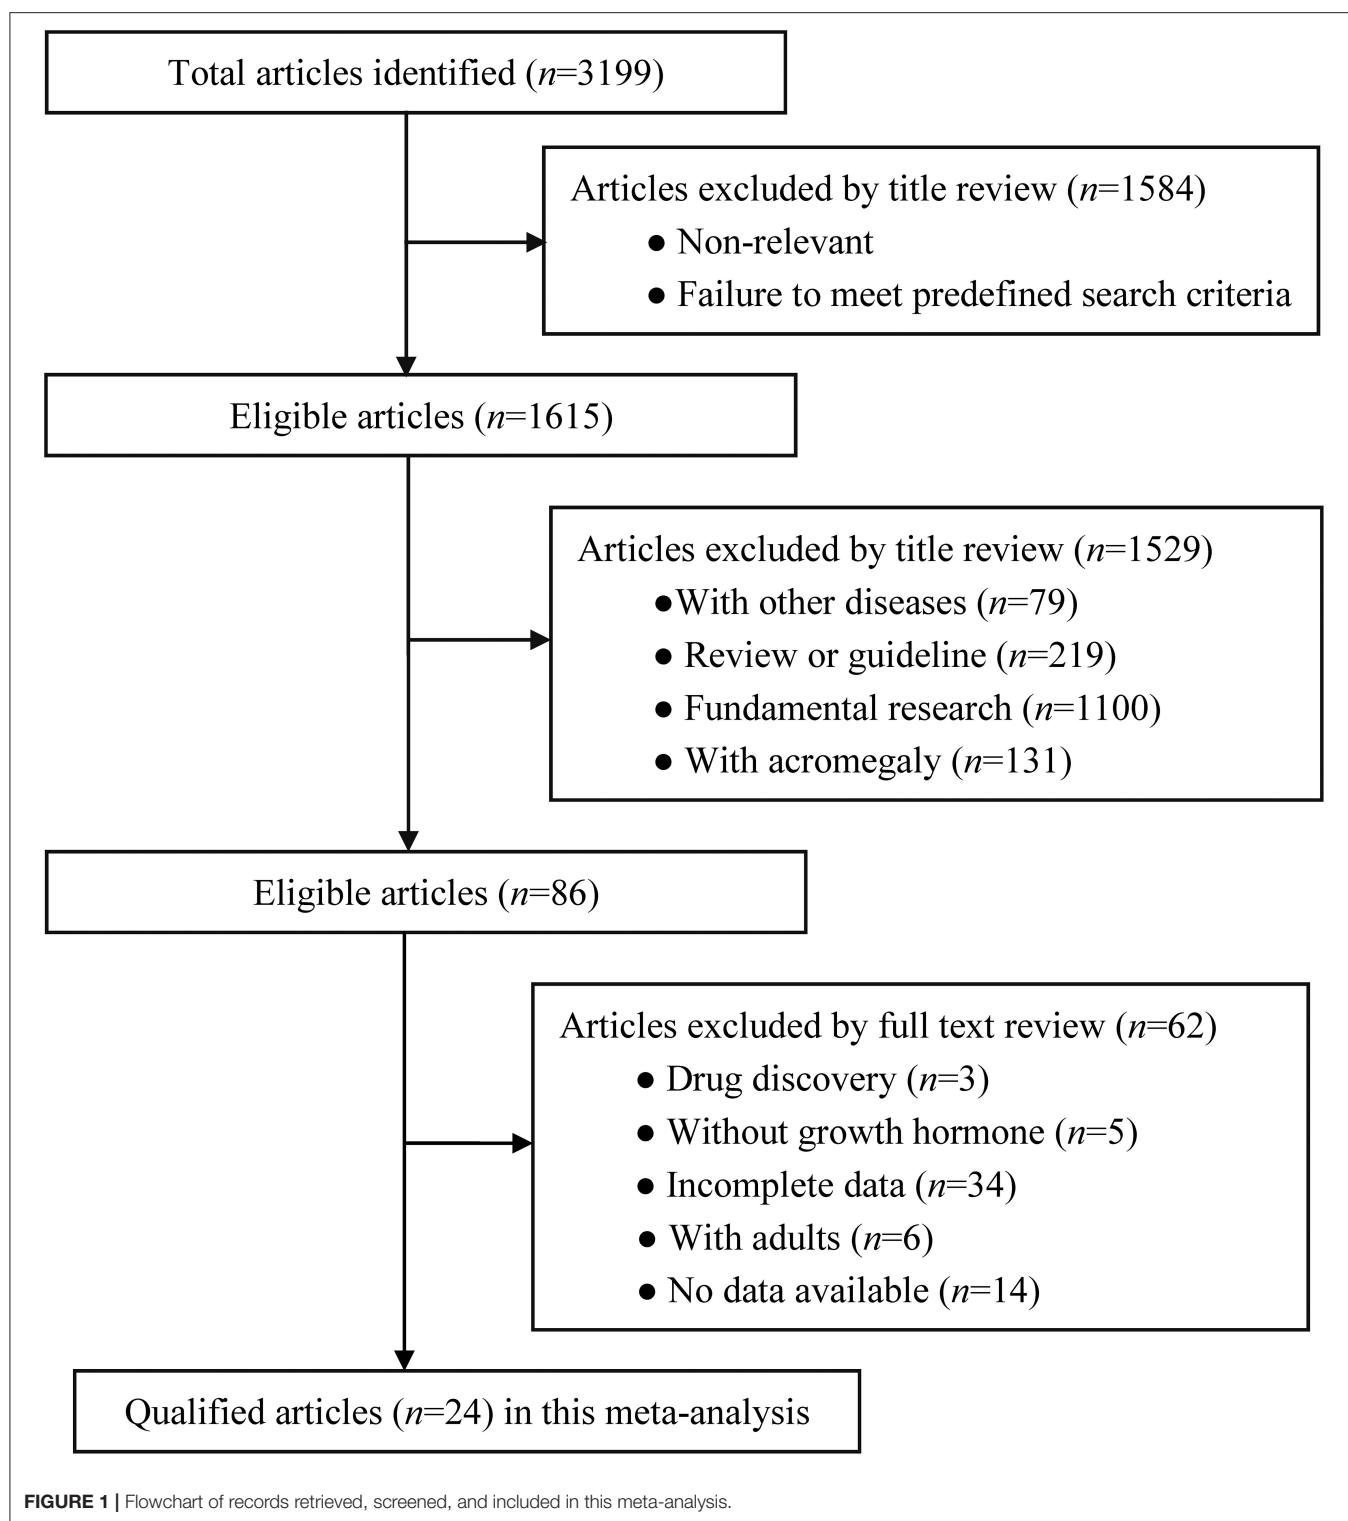 Total articles identified (n=3199)
Articles excluded by title review (n=1584)
● Non-relevant
● Failure to meet predefined search criteria
Eligible articles (n=1615)
Articles excluded by title review (n=1529)
●With other diseases (n=79)
● Review or guideline (n=219)
● Fundamental research (n=1100)
● With acromegaly (n=131)
Eligible articles (n=86)
Articles excluded by full text review (n=62)
● Drug discovery (n=3)
● Without growth hormone (n=5)
● Incomplete data (n=34)
● With adults (n=6)
● No data available (n=14)
Qualified articles (n=24) in this meta-analysis
FIGURE 1 | Flowchart of records retrieved, screened, and included in this meta-analysis.